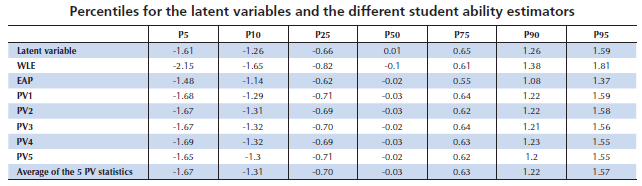 Percentiles for the latent variables and the different student ability estimators
P5 P10 P25 P50 P75 P90 P95
Latent variable -1.61 -1.26 -0.66 0.01 0.65 1.26 1.59
WLE -2.15 -1.65 -0.82 -0.1 0.61 1.38 1.81
EAP -1.48 -1.14 -0.62 -0.02 0.55 1.08 1.37
PV1 -1.68 -1.29 -0.71 -0.03 0.64 1.22 1.59
PV2 -1.67 -1.31 -0.69 -0.03 0.62 1.22 1.58
PV3 -1.67 -1.32 -0.70 -0.02 0.64 1.21 1.56
PV4 -1.69 -1.32 -0.69 -0.03 0.63 1.23 1.55
PV5 -1.65 -1.3 -0.71 -0.02 0.62 1.2 1.55
Average of the 5 PV statistics -1.67 -1.31 -0.70 -0.03 0.63 1.22 1.57